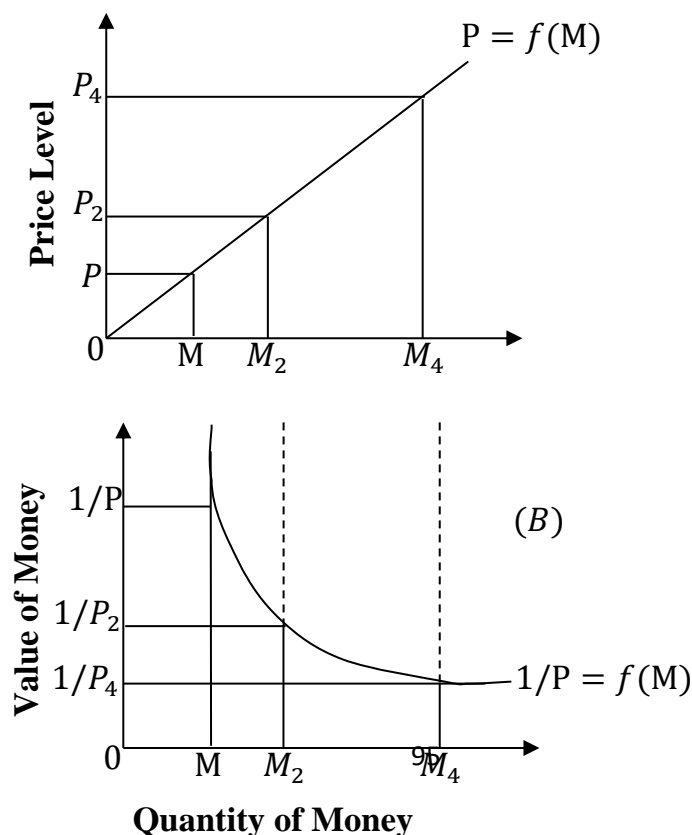 P = f(M)
P₄
P₂
P
Price Level
0
M
M₂
M₄
1/P
(B)
1/P₂
1/P₄
1/P = f(M)
Value of Money
0
M
M₂
M₄
Quantity of Money